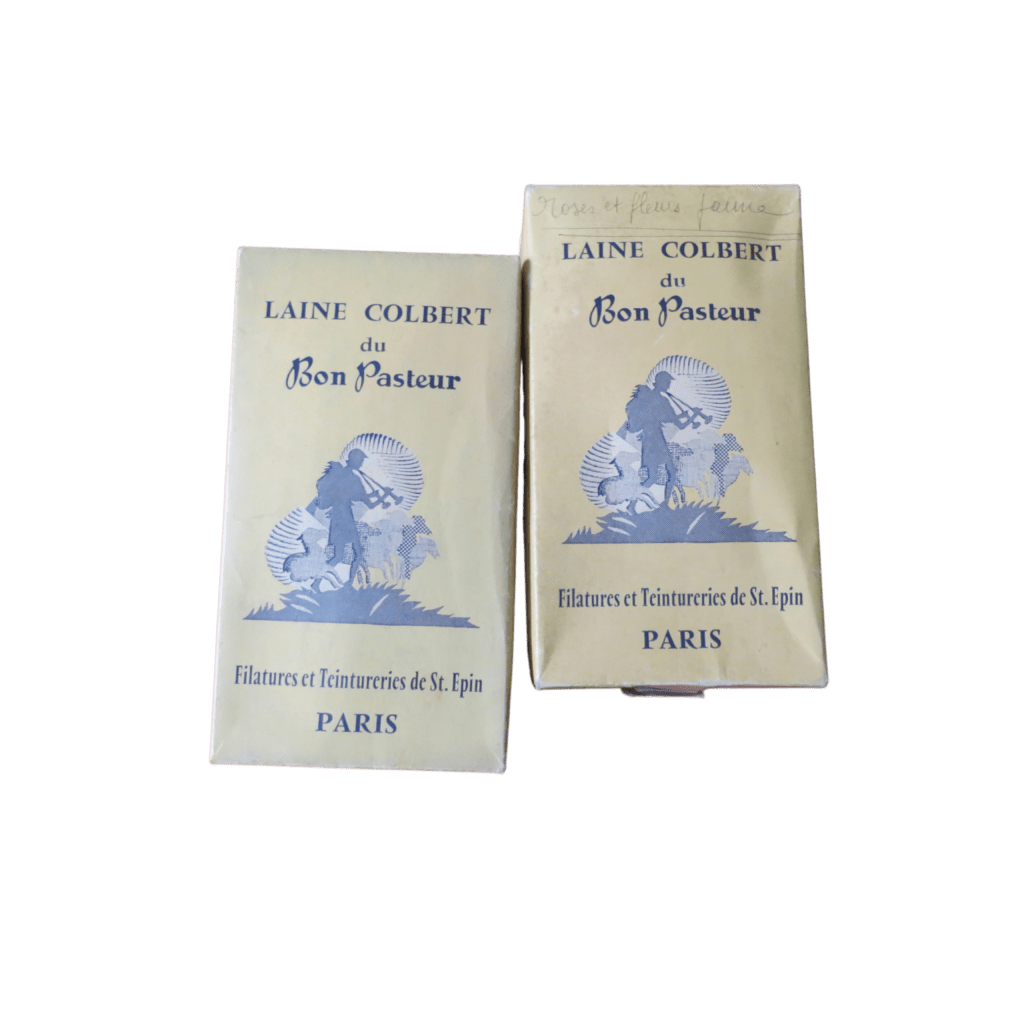 LAINE COLBERT
du
Bon Pasteur
Filatures et Teintureries de St. Epin
PARIS
Roses et fleurs
LAINE COLBERT
du
Bon Pasteur
Filatures et Teintureries de St. Epin
PARIS